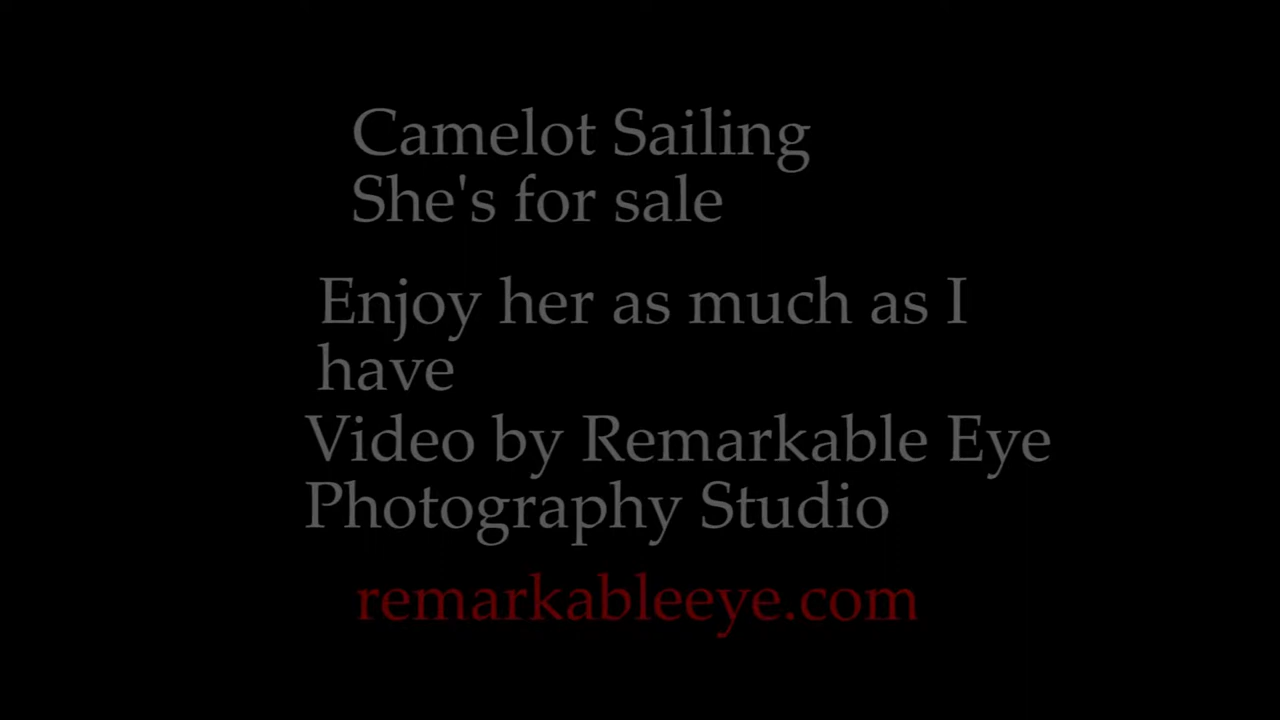 Camelot Sailing
She's for sale
Enjoy her as much as I
have
Video by Remarkable Eye
Photography Studio
remarkableeye.com